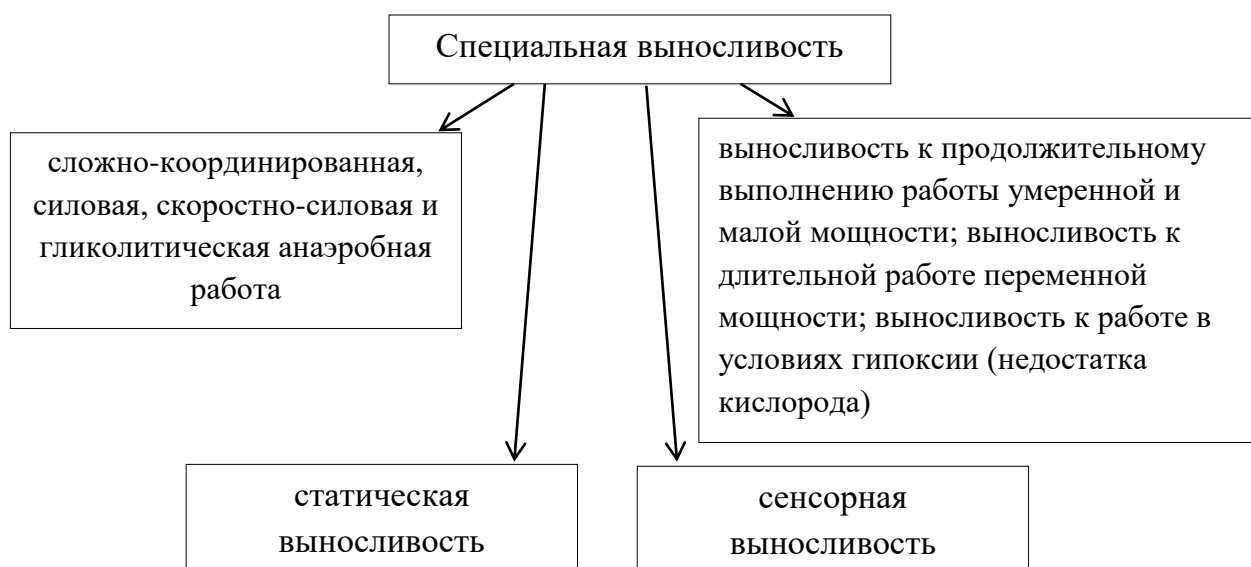 Специальная выносливость
сложно-координированная,
силовая, скоростно-силовая и
гликолитическая анаэробная
работа
выносливость к продолжительному
выполнению работы умеренной и
малой мощности; выносливость к
длительной работе переменной
мощности; выносливость к работе в
условиях гипоксии (недостатка
кислорода)
статическая
выносливость
сенсорная
выносливость